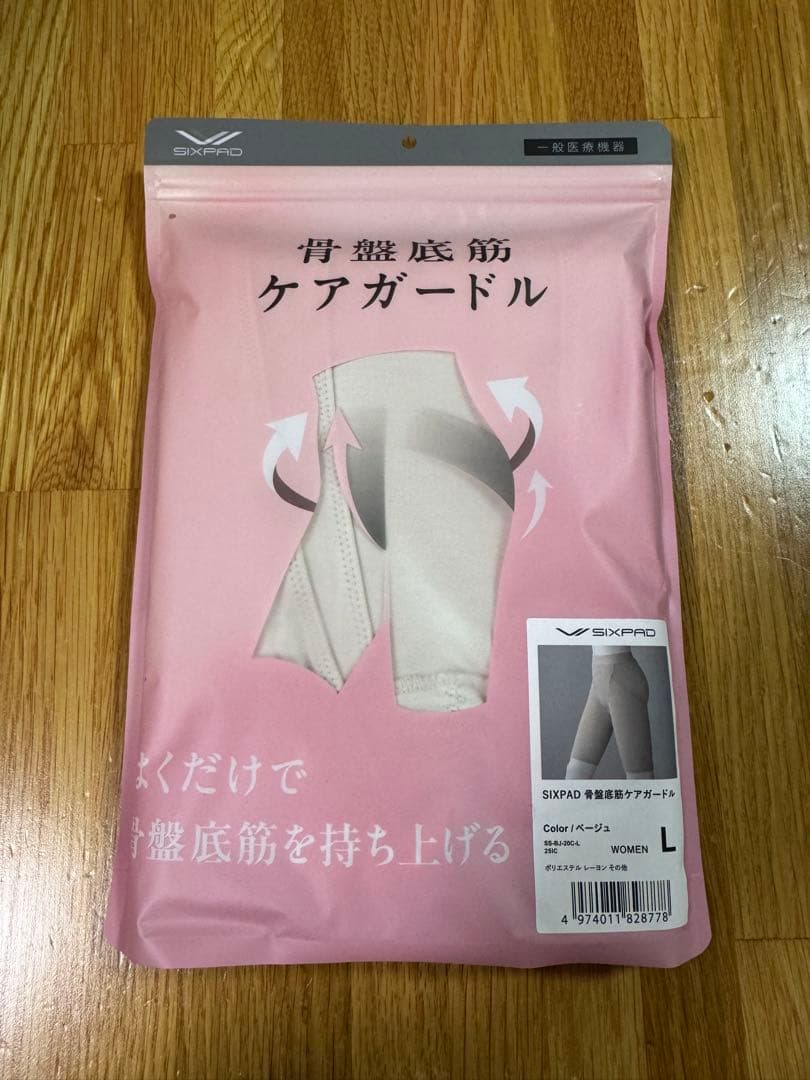 SIXPAD
一般医療機器
骨盤底筋
ケアガードル
はくだけで
骨盤底筋を持ち上げる
SIXPAD
SIXPAD 骨盤底筋ケアガードル
Color / ベージュ
SS-BJ-20C-L
25IC
WOMEN L
ポリエステル レーヨン その他
4 974011 828778